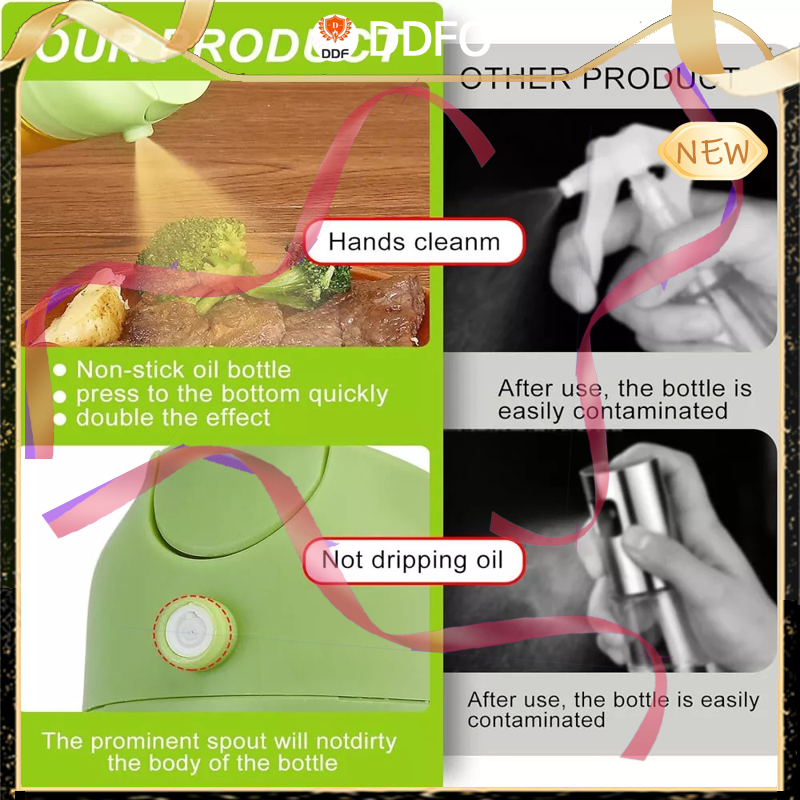 OUR PRODUCT
DDF
DDFO
OTHER PRODUCT
NEW
Hands cleanm
Non-stick oil bottle
press to the bottom quickly
double the effect
After use, the bottle is
easily contaminated
Not dripping oil
The prominent spout will notdirty
the body of the bottle
After use, the bottle is easily
contaminated